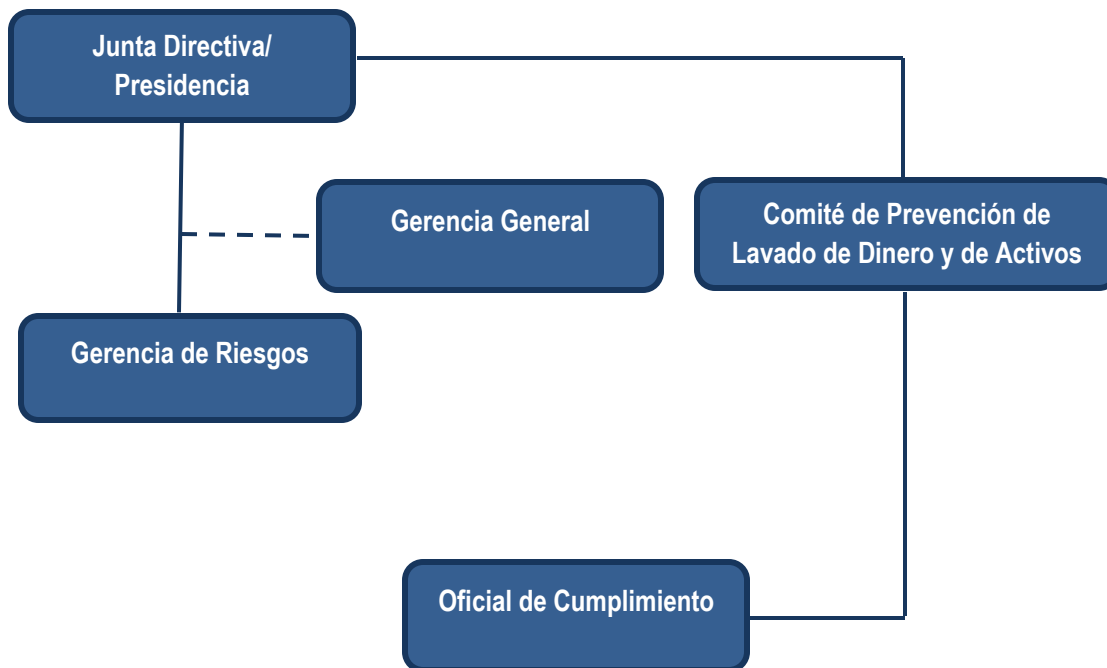 Junta Directiva/
Presidencia
Gerencia General
Comité de Prevención de
Lavado de Dinero y de Activos
Gerencia de Riesgos
Oficial de Cumplimiento